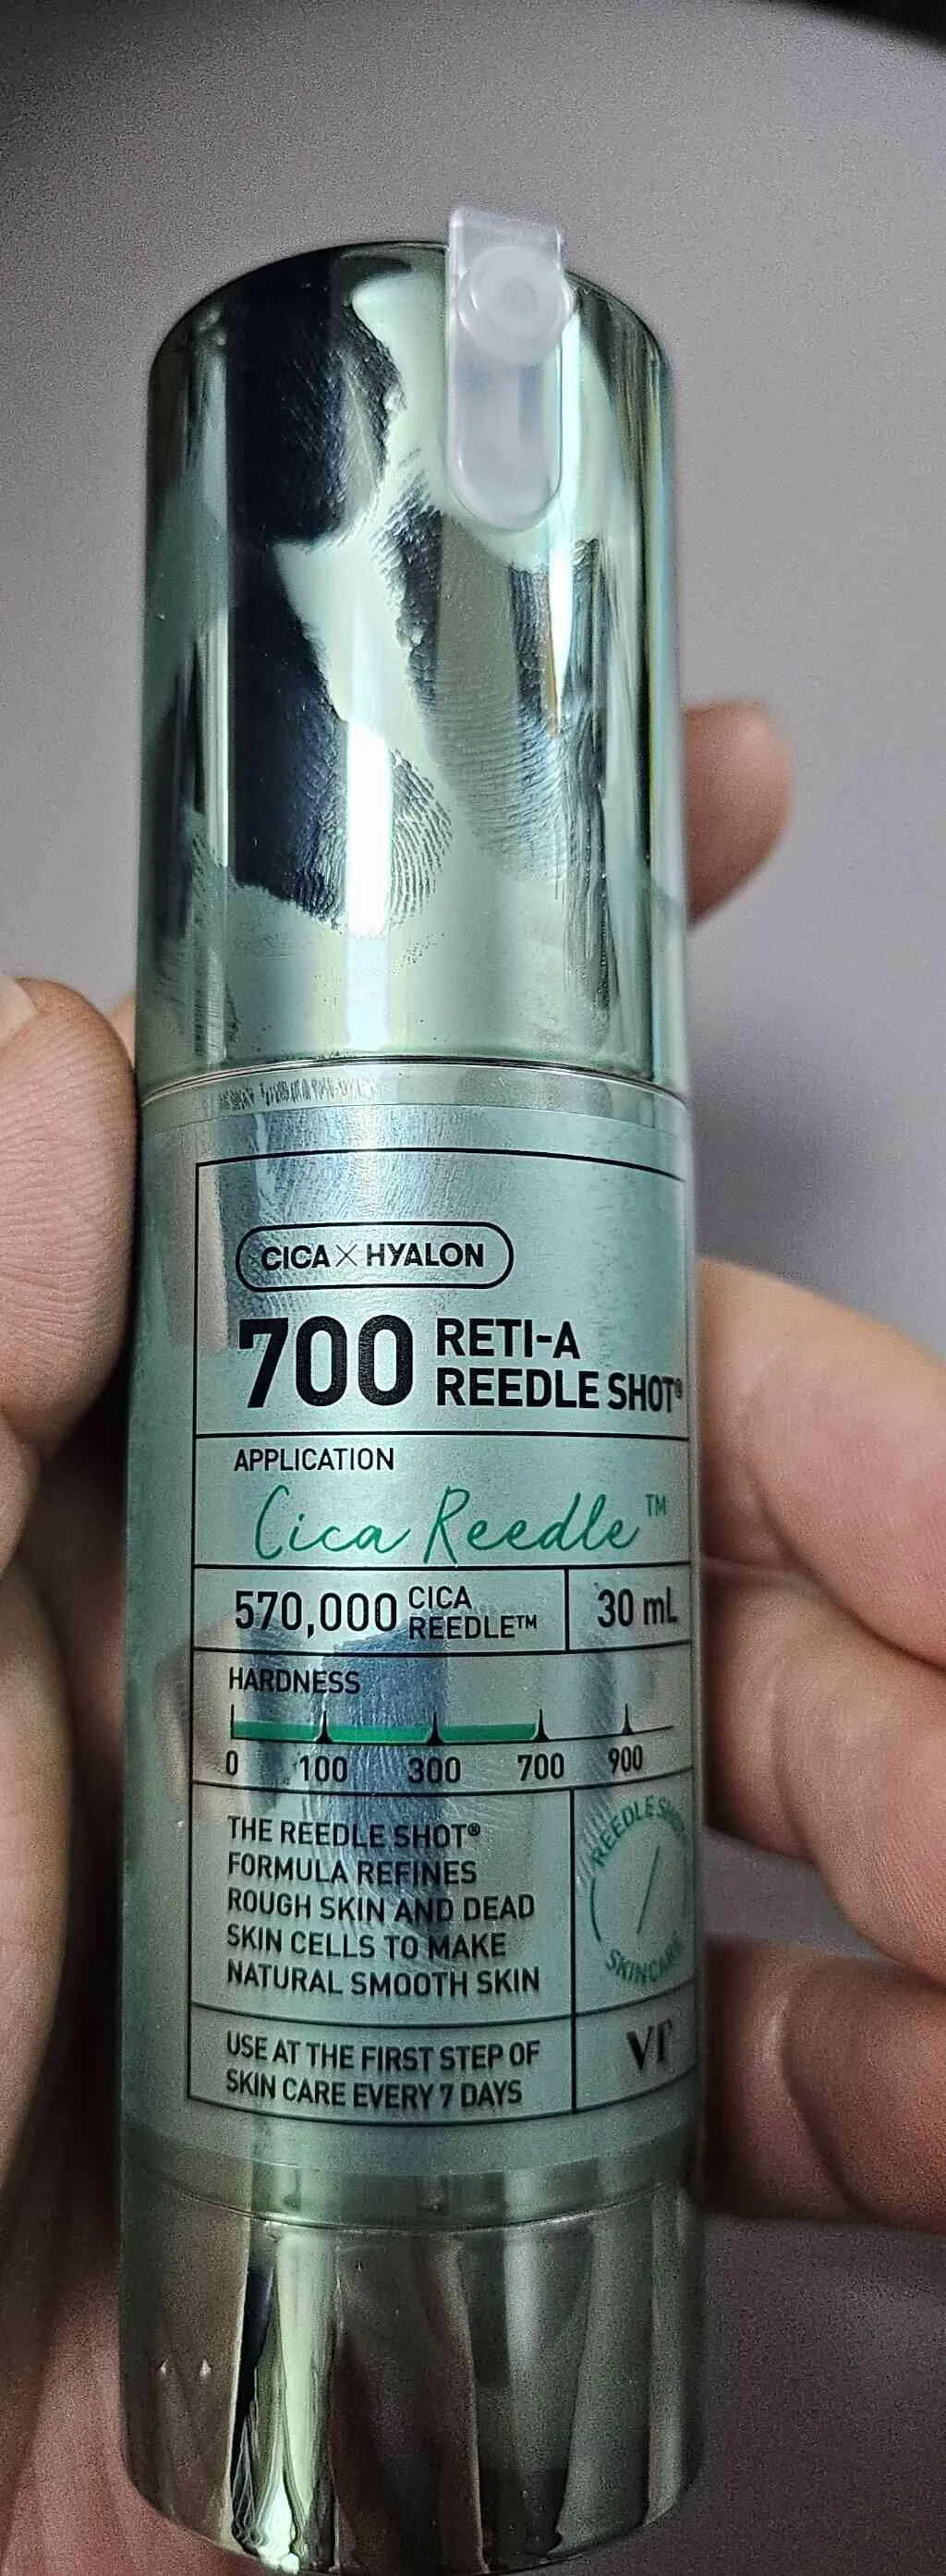 CICA×HYALON
700 RETI-A
REEDLE SHOT®
APPLICATION
Cica Reedle™
570,000 CICA
REEDLE™
30 mL
HARDNESS
0 100 300 700 900
THE REEDLE SHOT®
FORMULA REFINES
ROUGH SKIN AND DEAD
SKIN CELLS TO MAKE
NATURAL SMOOTH SKIN
REEDLE SHOT
SKINCARE
USE AT THE FIRST STEP OF
SKIN CARE EVERY 7 DAYS
VT